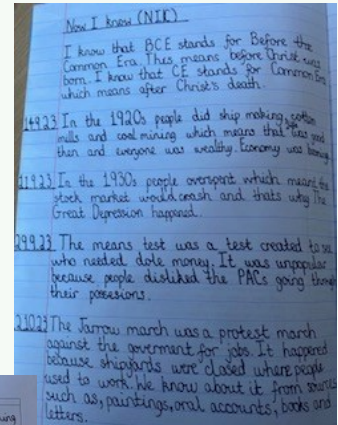 Now I know (NIK)
I know that BCE stands for Before the
Common Era. This means before Christ was
born. I know that CE stands for Common Era
which means after Christ's death.
14.9.23 In the 1920s people did ship making, cotton
mills and coal mining which means that was good
then and everyone was wealthy. Economy was booming.
21.9.23 In the 1930s people overspent which meant the
stock market would crash and thats why The
Great Depression happened.
29.9.23 The means test was a test created to see
who needed dole money. It was unpopular
because people disliked the PACs going through
their possesions.
2.10.23 The Jarrow march was a protest march
against the goverment for jobs. It happened
because shipyards were closed where people
used to work. We know about it from sources
such as, paintings, oral accounts, books and
letters.